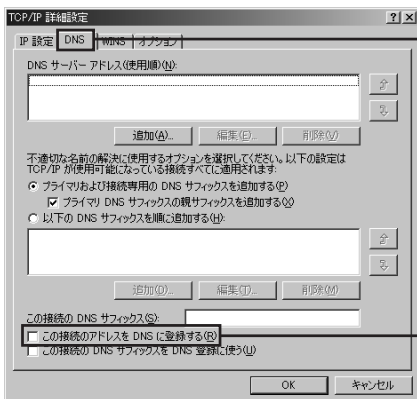 TCP/IP 詳細設定
IP 設定 DNS WINS オプション
DNS サーバー アドレス(使用順)(N):
追加(A)... 編集(E)... 削除(V)
不適切な名前の解決に使用するオプションを選択してください。以下の設定は
TCP/IP が使用可能になっている接続すべてに適用されます:
プライマリおよび接続専用の DNS サフィックスを追加する(P)
プライマリ DNS サフィックスの親サフィックスを追加する(X)
以下の DNS サフィックスを順に追加する(H):
追加(D)... 編集(T)... 削除(M)
この接続の DNS サフィックス(S):
この接続のアドレスを DNS に登録する(R)
この接続の DNS サフィックスを DNS 登録に使う(U)
OK キャンセル